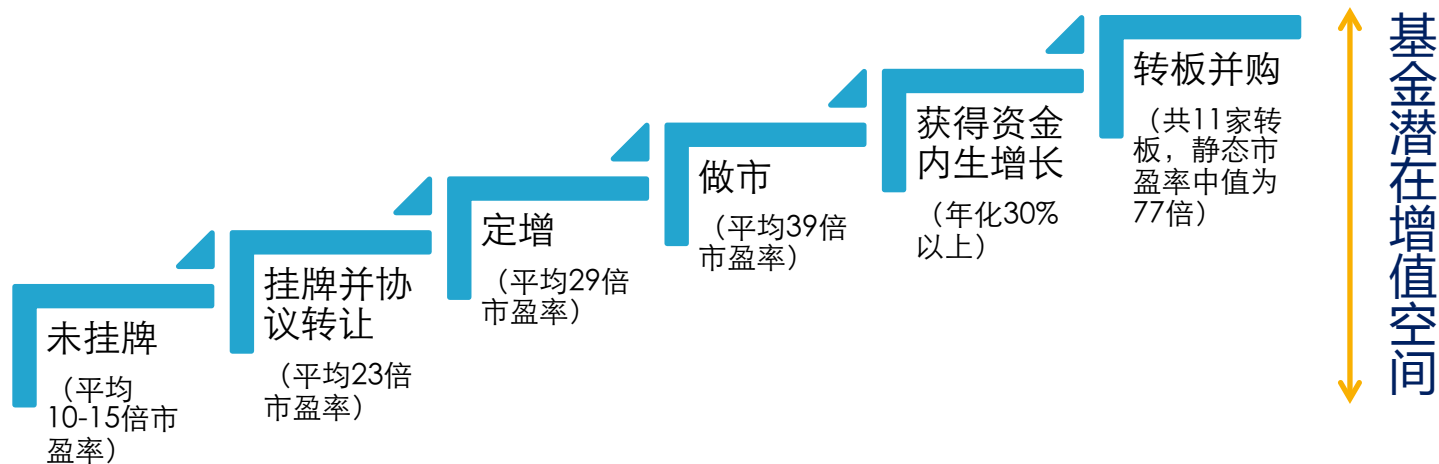 未挂牌
（平均
10-15倍市
盈率）
挂牌并协
议转让
（平均23倍
市盈率）
定增
（平均29倍
市盈率）
做市
（平均39倍
市盈率）
获得资金
内生增长
（年化30%
以上）
转板并购
（共11家转
板，静态市
盈率中值为
77倍）
基金潜在增值空间